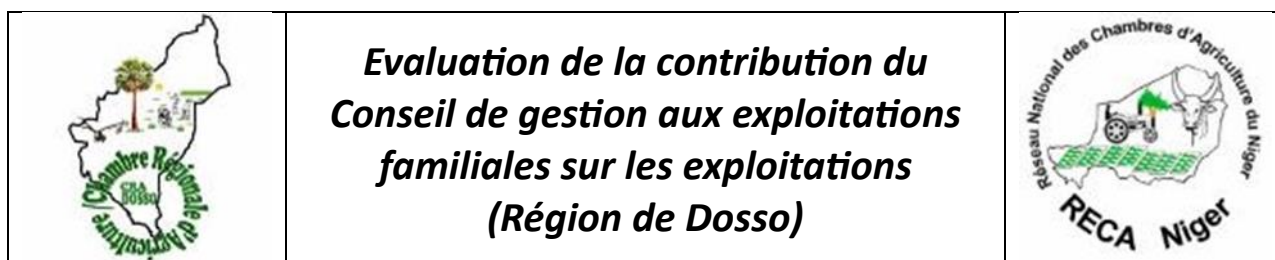 Chambre Régionale d'Agriculture/
CRA
DOSSO
Evaluation de la contribution du
Conseil de gestion aux exploitations
familiales sur les exploitations
(Région de Dosso)
Réseau National des Chambres d'Agriculture du Niger
RECA Niger